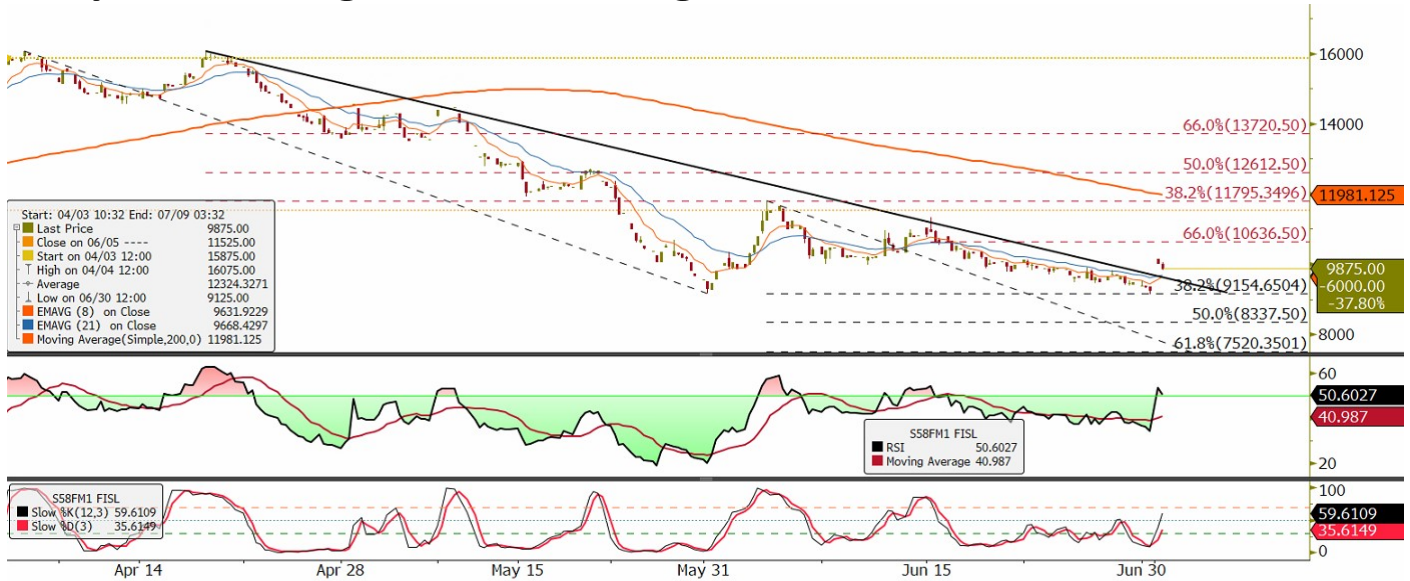 16000
14000
8000
66.0%(13720.50)
50.0%(12612.50)
38.2%(11795.3496)
11981.125
66.0%(10636.50)
9875.00
-6000.00
-37.80%
38.2%(9154.6504)
50.0%(8337.50)
61.8%(7520.3501)
Start: 04/03 10:32 End: 07/09 03:32
Last Price 9875.00
Close on 06/05 ---- 11525.00
Start on 04/03 12:00 15875.00
High on 04/04 12:00 16075.00
Average 12324.3271
Low on 06/30 12:00 9125.00
EMAVG (8) on Close 9631.9229
EMAVG (21) on Close 9668.4297
Moving Average(Simple,200,0) 11981.125
60
50.6027
40.987
20
S58FM1 FISL
RSI 50.6027
Moving Average 40.987
S58FM1 FISL
Slow %K(12,3) 59.6109
Slow %D(3) 35.6149
100
59.6109
35.6149
0
Apr 14 Apr 28 May 15 May 31 Jun 15 Jun 30